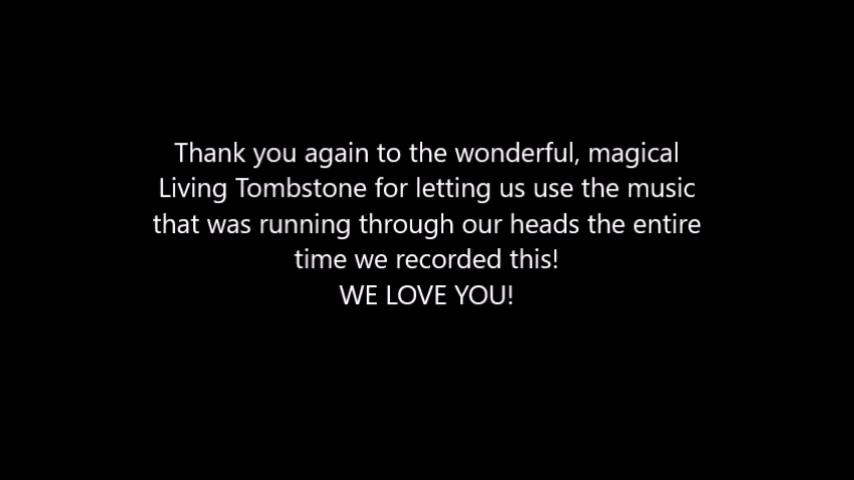 Thank you again to the wonderful, magical
Living Tombstone for letting us use the music
that was running through our heads the entire
time we recorded this!
WE LOVE YOU!